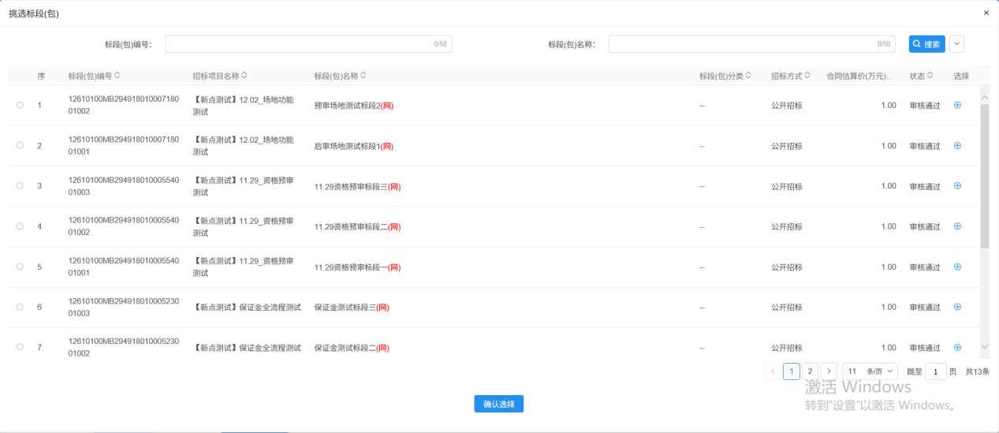 挑选标段(包) ×
标段(包)编号: 0/50 标段(包)名称: 0/50 搜索
序 标段(包)编号 招标项目名称 标段(包)名称 标段(包)分类 招标方式 合同估算价(万元)... 状态 选择
1 12610100MB294918010007180 【新点测试】12.02_场地功能 预审场地测试标段2(网) -- 公开招标 1.00 审核通过
01002 测试
2 12610100MB294918010007180 【新点测试】12.02_场地功能 后审场地测试标段1(网) -- 公开招标 1.00 审核通过
01001 测试
3 12610100MB294918010005540 【新点测试】11.29_资格预审 11.29资格预审标段三(网) -- 公开招标 1.00 审核通过
01003 测试
4 12610100MB294918010005540 【新点测试】11.29_资格预审 11.29资格预审标段二(网) -- 公开招标 1.00 审核通过
01002 测试
5 12610100MB294918010005540 【新点测试】11.29_资格预审 11.29资格预审标段一(网) -- 公开招标 1.00 审核通过
01001 测试
6 12610100MB294918010005230 【新点测试】保证金全流程测试 保证金测试标段三(网) -- 公开招标 1.00 审核通过
01003
7 12610100MB294918010005230 【新点测试】保证金全流程测试 保证金测试标段二(网) -- 公开招标 1.00 审核通过
01002
< 1 2 > 11 条/页 跳至 1 页 共13条
激活 Windows
转到"设置"以激活 Windows。
确认选择